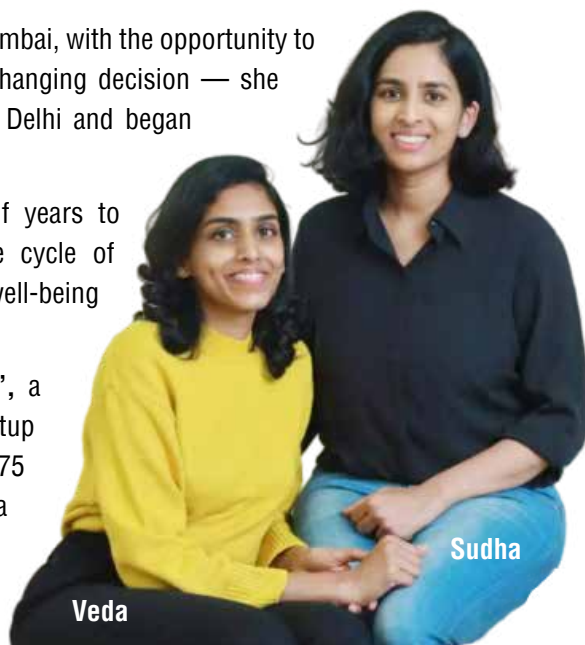 mbai, with the opportunity to
hanging decision — she
Delhi and began
f years to
e cycle of
well-being
’, a
tup
75
a
Sudha
Veda